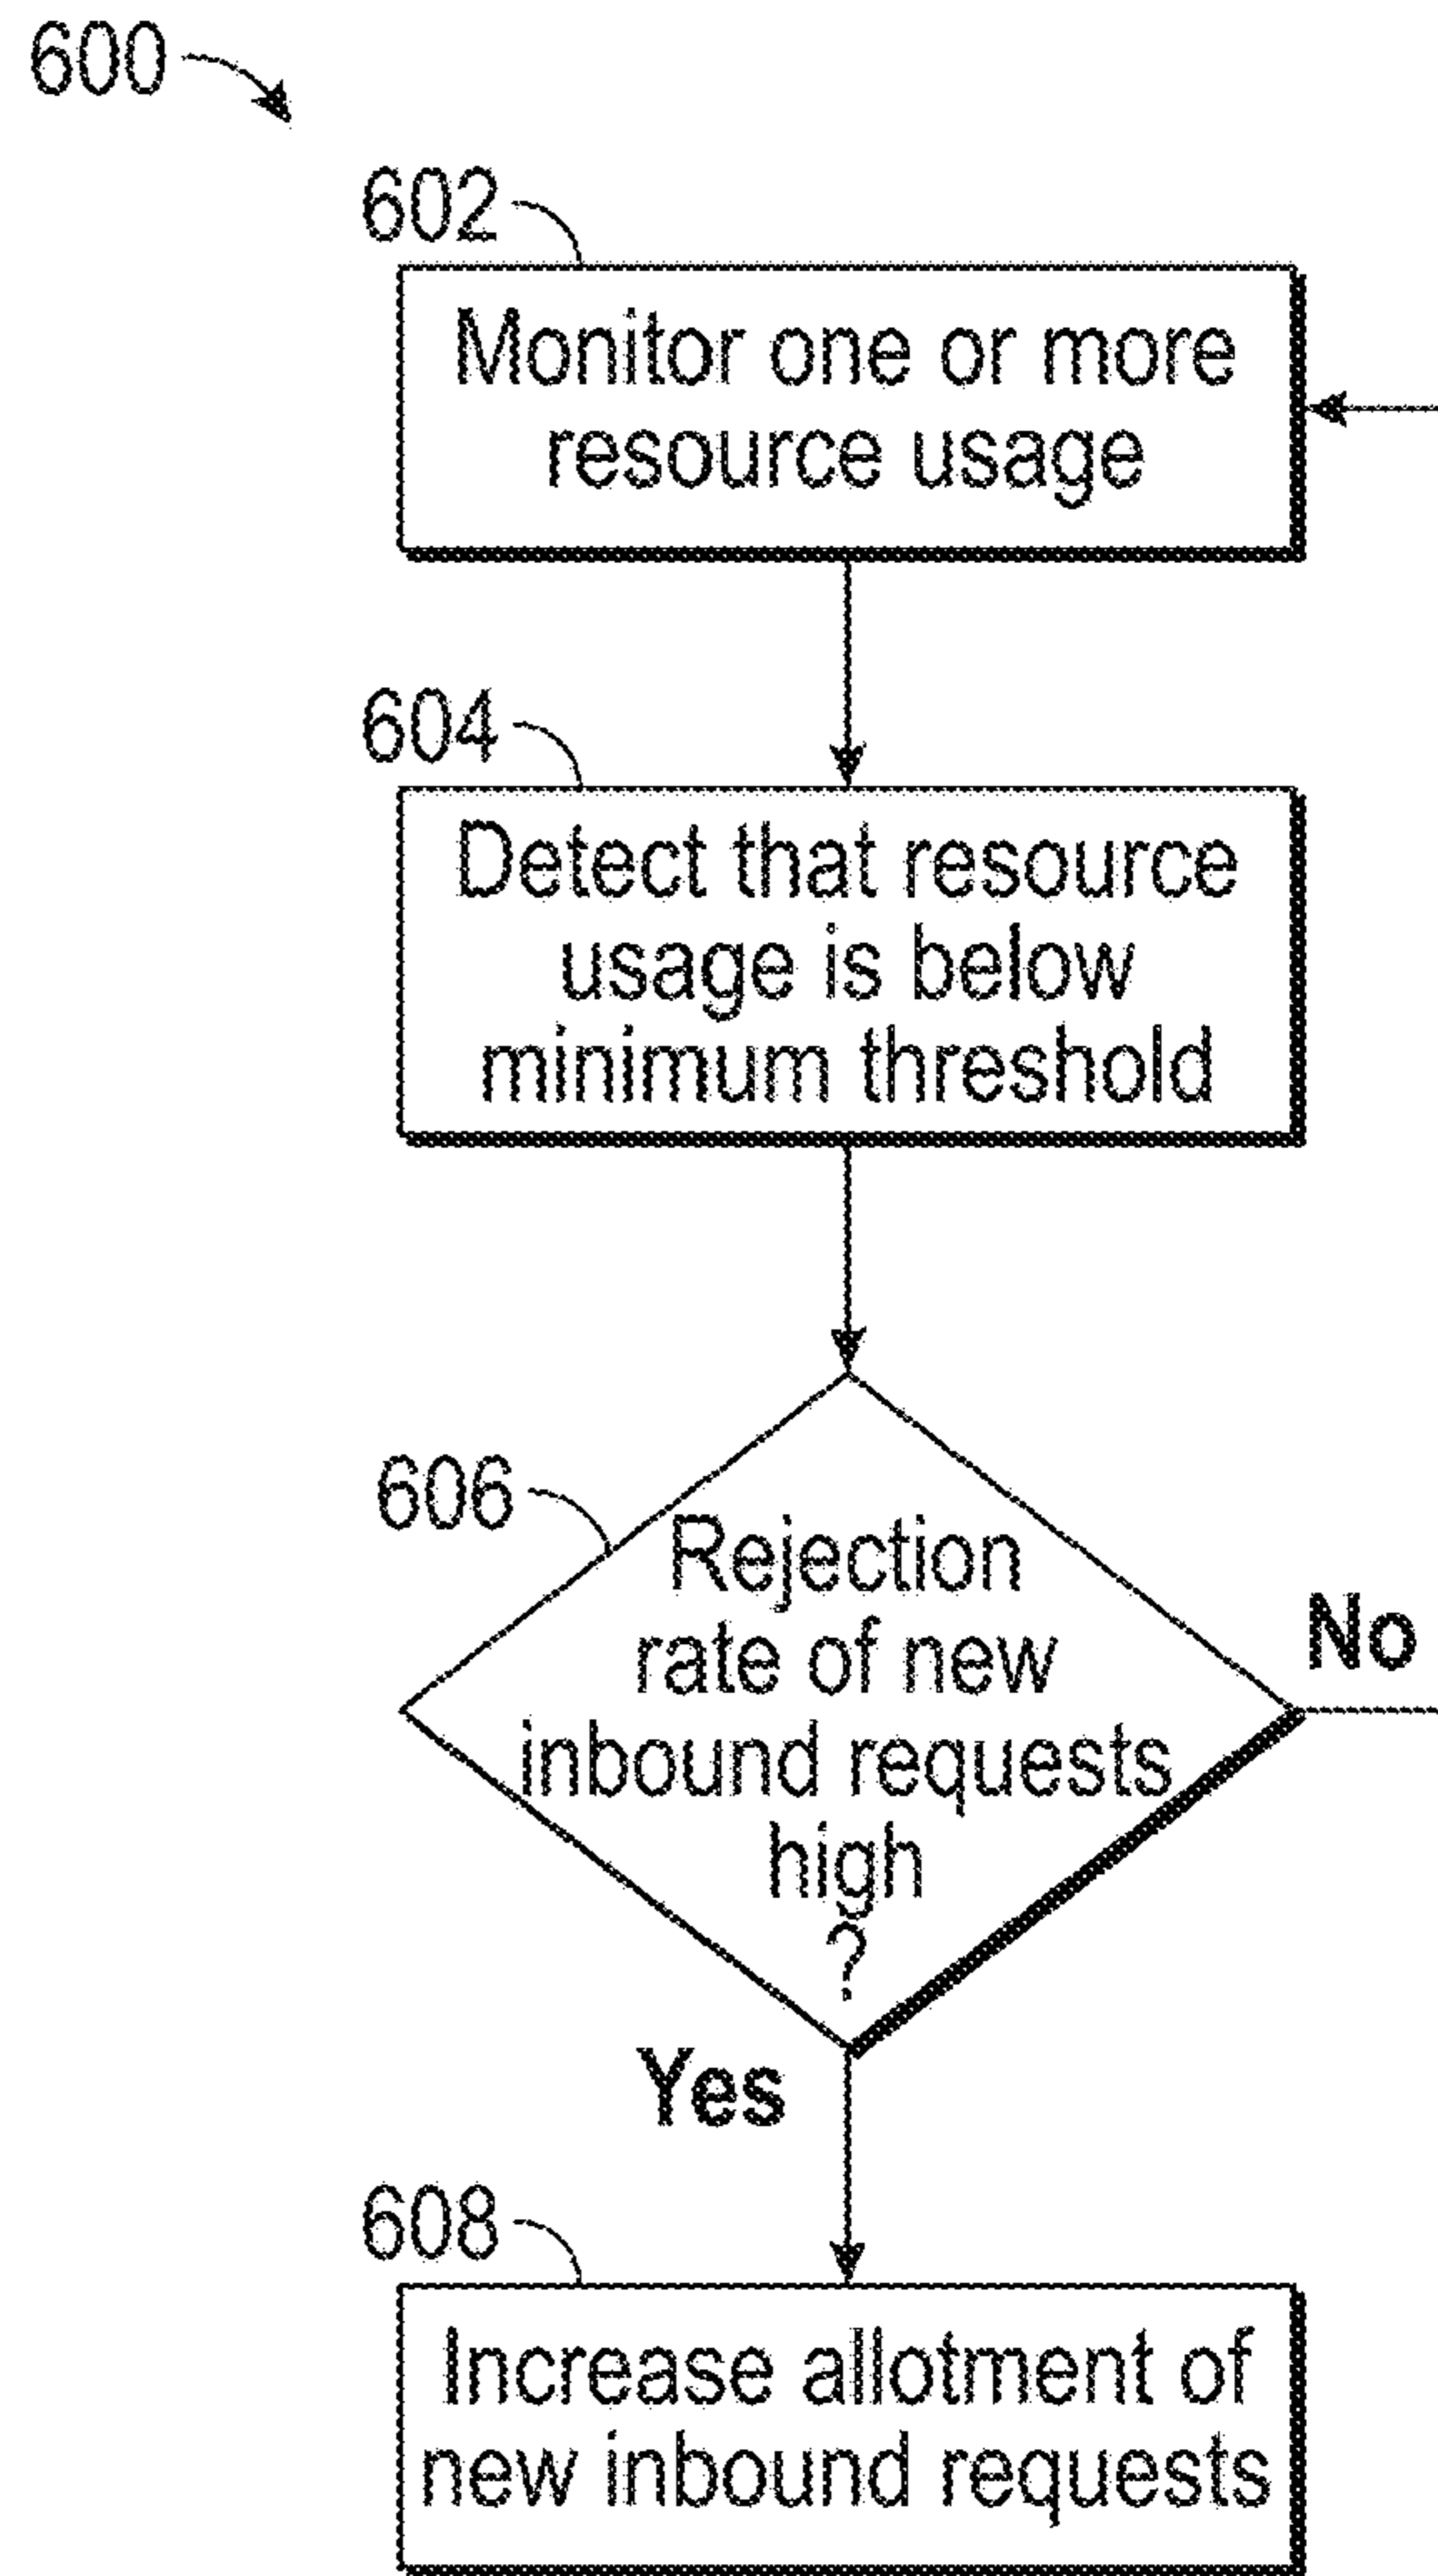 600
602
Monitor one or more
resource usage
604
Detect that resource
usage is below
minimum threshold
606
Rejection
rate of new
inbound requests
high
?
No
Yes
608
Increase allotment of
new inbound requests